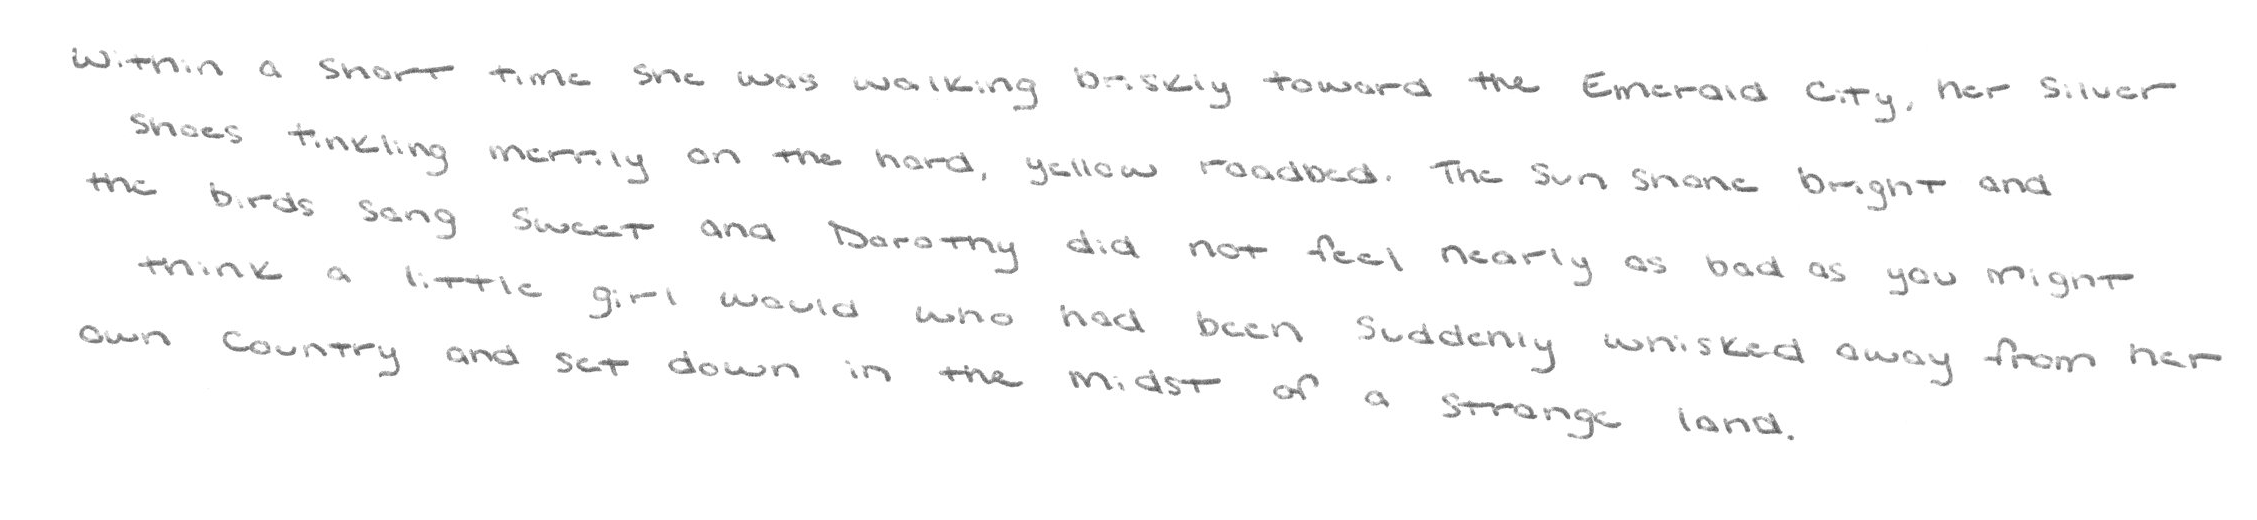 Within a short time she was walking briskly toward the Emerald City, her silver
shoes tinkling merrily on the hard, yellow roadbed. The sun shone bright and
the birds sang sweet and Dorothy did not feel nearly as bad as you might
think a little girl would who had been suddenly whisked away from her
own country and set down in the midst of a strange land.